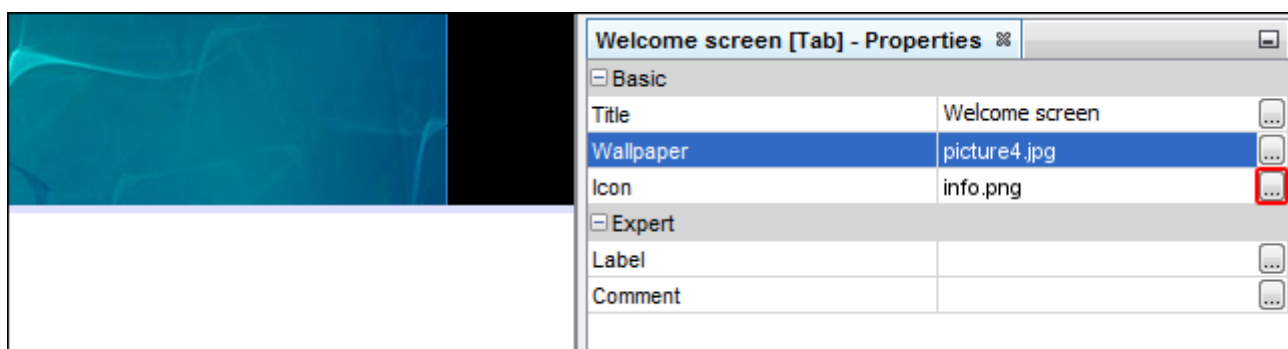 Welcome screen [Tab] - Properties
Basic
Title Welcome screen ...
Wallpaper picture4.jpg ...
Icon info.png ...
Expert
Label ...
Comment ...